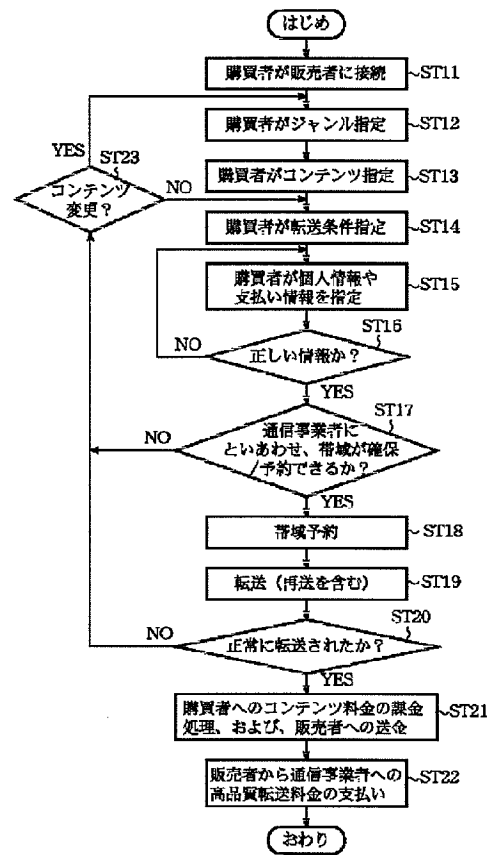 はじめ
購買者が販売者に接続
ST11
購買者がジャンル指定
ST12
YES
ST23
コンテンツ
変更？
NO
購買者がコンテンツ指定
ST13
購買者が転送条件指定
ST14
購買者が個人情報や
支払い情報を指定
ST15
ST16
正しい情報か？
NO
YES
ST17
通信事業者に
といあわせ、帯域が確保
/予約できるか？
NO
YES
帯域予約
ST18
転送（再送を含む）
ST19
ST20
正常に転送されたか？
NO
YES
購買者へのコンテンツ料金の課金
処理、および、販売者への送金
ST21
販売者から通信事業者への
高品質転送料金の支払い
ST22
おわり